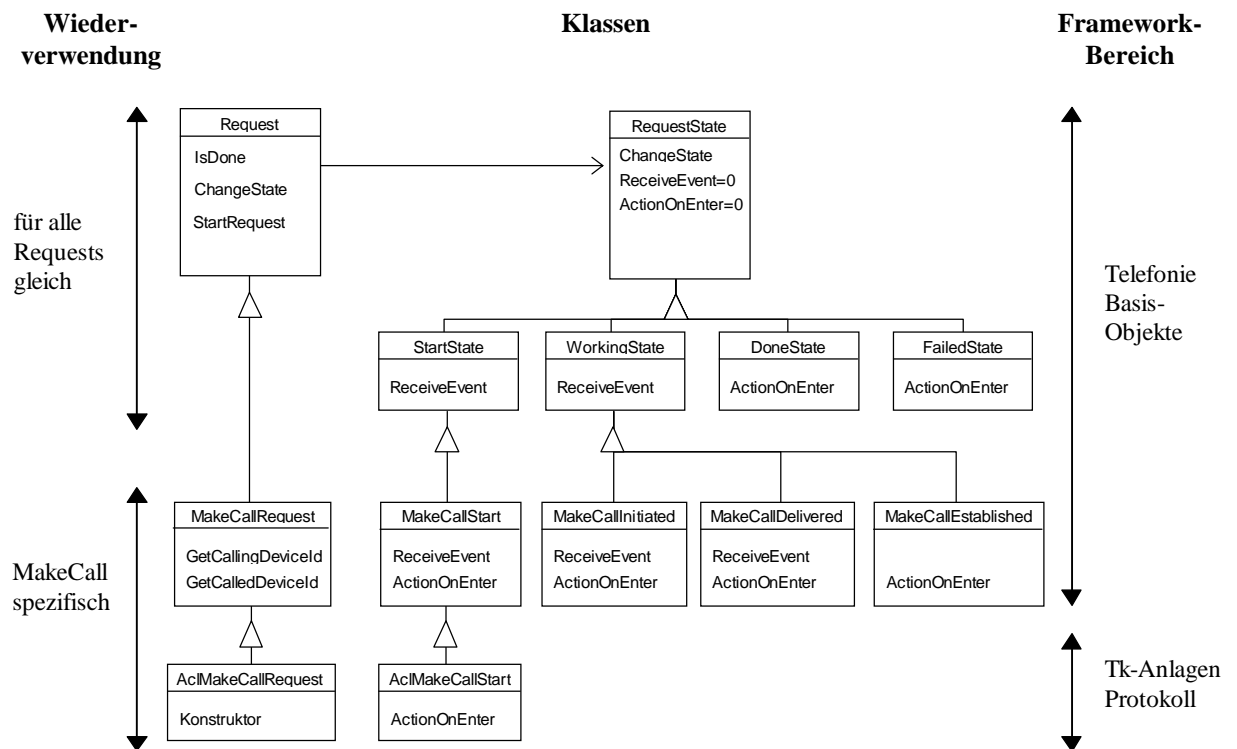 Wieder-
verwendung
Klassen
Framework-
Bereich
für alle
Requests
gleich
Request
IsDone
ChangeState
StartRequest
RequestState
ChangeState
ReceiveEvent=0
ActionOnEnter=0
Telefonie
Basis-
Objekte
StartState
ReceiveEvent
WorkingState
ReceiveEvent
DoneState
ActionOnEnter
FailedState
ActionOnEnter
MakeCall
spezifisch
MakeCallRequest
GetCallingDeviceId
GetCalledDeviceId
MakeCallStart
ReceiveEvent
ActionOnEnter
MakeCallInitiated
ReceiveEvent
ActionOnEnter
MakeCallDelivered
ReceiveEvent
ActionOnEnter
MakeCallEstablished
ActionOnEnter
AclMakeCallRequest
Konstruktor
AclMakeCallStart
ActionOnEnter
Tk-Anlagen
Protokoll